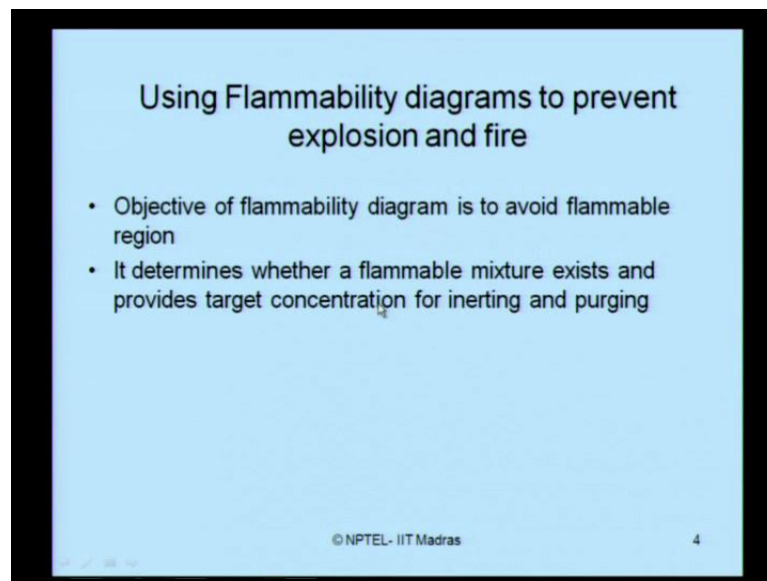 Using Flammability diagrams to prevent
explosion and fire
• Objective of flammability diagram is to avoid flammable
region
• It determines whether a flammable mixture exists and
provides target concentration for inerting and purging
© NPTEL- IIT Madras
4